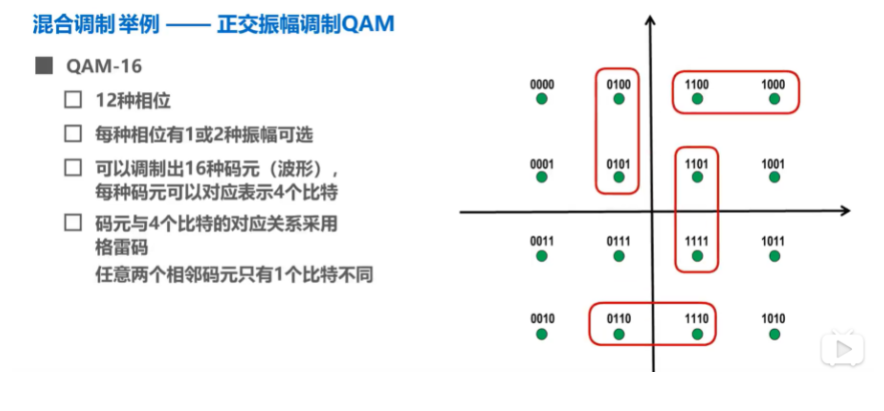 混合调制 举例 —— 正交振幅调制QAM
QAM-16
12种相位
每种相位有1或2种振幅可选
可以调制出16种码元（波形）,
每种码元可以对应表示4个比特
码元与4个比特的对应关系采用
格雷码
任意两个相邻码元只有1个比特不同
0000 0100 1100 1000
0001 0101 1101 1001
0011 0111 1111 1011
0010 0110 1110 1010